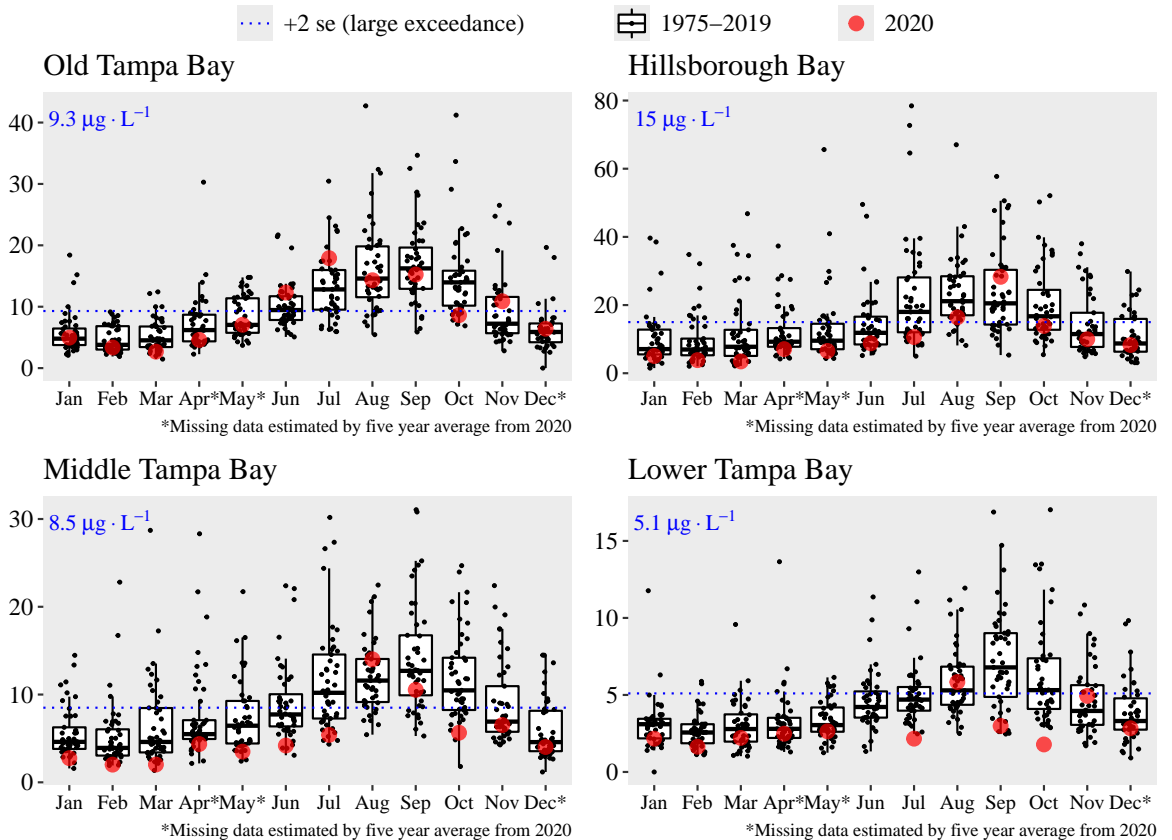 +2 se (large exceedance) 1975−2019 2020
Old Tampa Bay
9.3 μg ⋅ L⁻¹
40
30
20
10
0
Jan Feb Mar Apr* May* Jun Jul Aug Sep Oct Nov Dec*
*Missing data estimated by five year average from 2020
Hillsborough Bay
15 μg ⋅ L⁻¹
80
60
40
20
0
Jan Feb Mar Apr* May* Jun Jul Aug Sep Oct Nov Dec*
*Missing data estimated by five year average from 2020
Middle Tampa Bay
8.5 μg ⋅ L⁻¹
30
20
10
0
Jan Feb Mar Apr* May* Jun Jul Aug Sep Oct Nov Dec*
*Missing data estimated by five year average from 2020
Lower Tampa Bay
5.1 μg ⋅ L⁻¹
15
10
5
0
Jan Feb Mar Apr* May* Jun Jul Aug Sep Oct Nov Dec*
*Missing data estimated by five year average from 2020